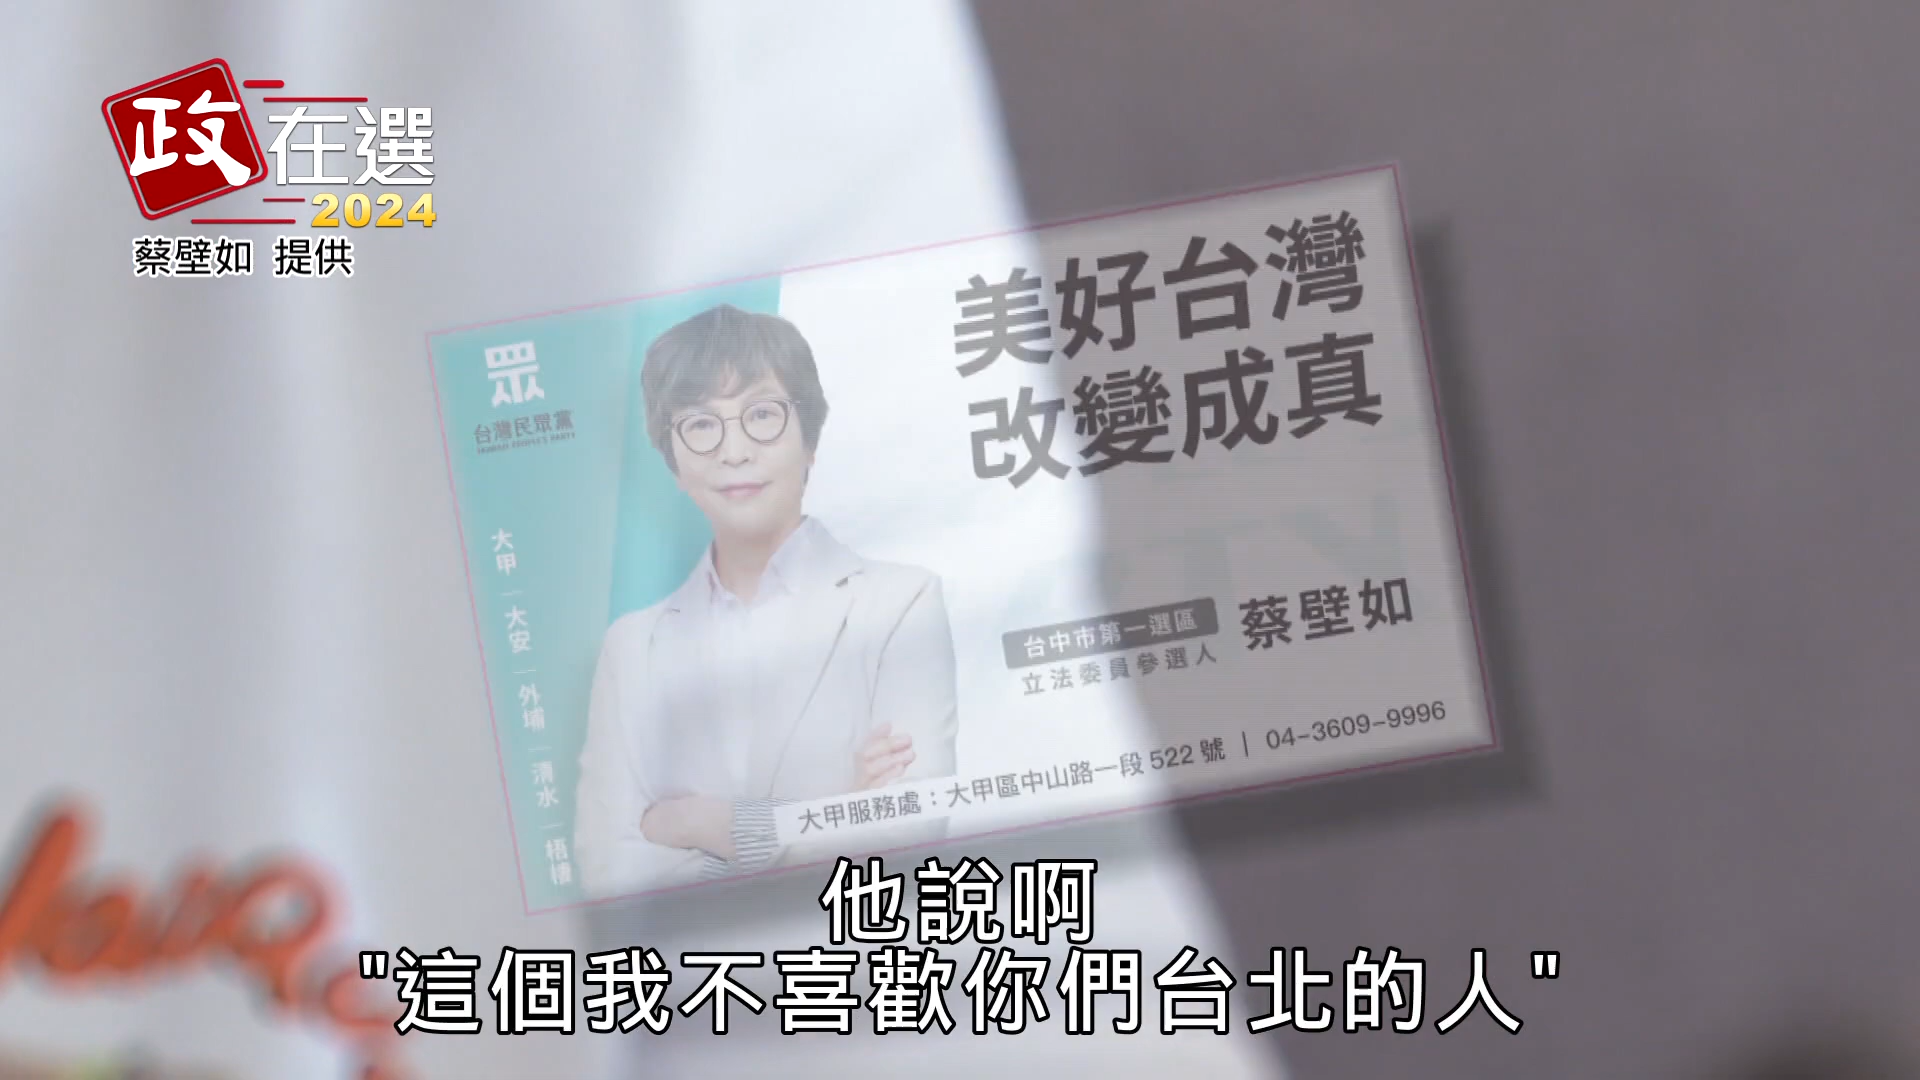 政在選
2024
蔡壁如 提供
眾
台灣民眾黨
TAIWAN PEOPLE'S PARTY
美好台灣
改變成真
大甲｜大安｜外埔｜清水｜梧棲
台中市第一選區
立法委員參選人
蔡壁如
大甲服務處：大甲區中山路一段 522 號 | 04-3609-9996
他說啊
"這個我不喜歡你們台北的人"